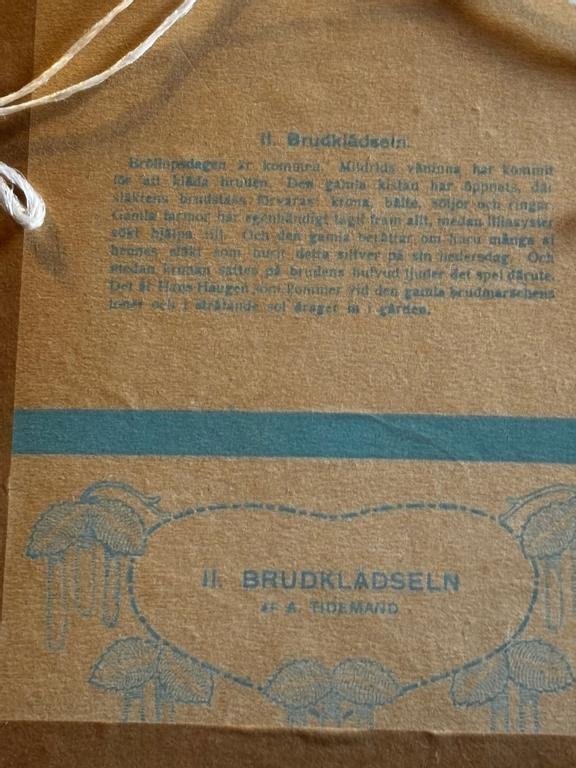 II. Brudklädseln.
Bröllopsdagen är kommen. Mildrids väninna har kommit
för att kläda bruden. Den gamla kistan har öppnats, där
släktens brudstass förvaras: krona, bälte, söljor och ringar.
Gamla farmor har egenhändigt tagit fram allt, medan lillasyster
sökt hjälpa till. Och den gamla berättar om huru många af
hennes släkt som burit detta silfver på sin hedersdag. Och
medan kronan sättes på brudens hufvud ljuder det spel därute.
Det är Hans Haugen som kommer vid den gamla brudmarschens
toner och i strålande sol drager in i gården.
II. BRUDKLÄDSELN
AF A. TIDEMAND